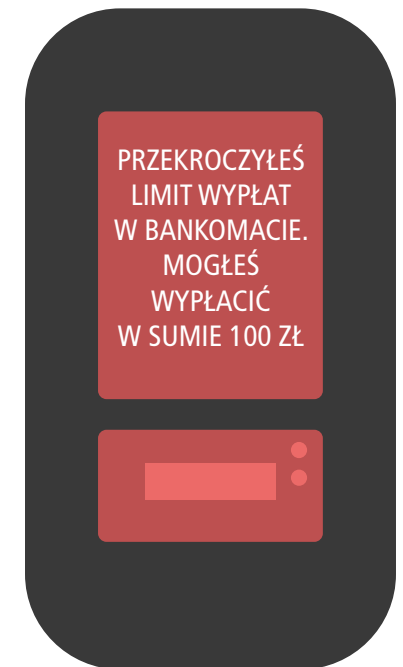 PRZEKROCZYŁEŚ
LIMIT WYPŁAT
W BANKOMACIE.
MOGŁEŚ
WYPŁACIĆ
W SUMIE 100 ZŁ